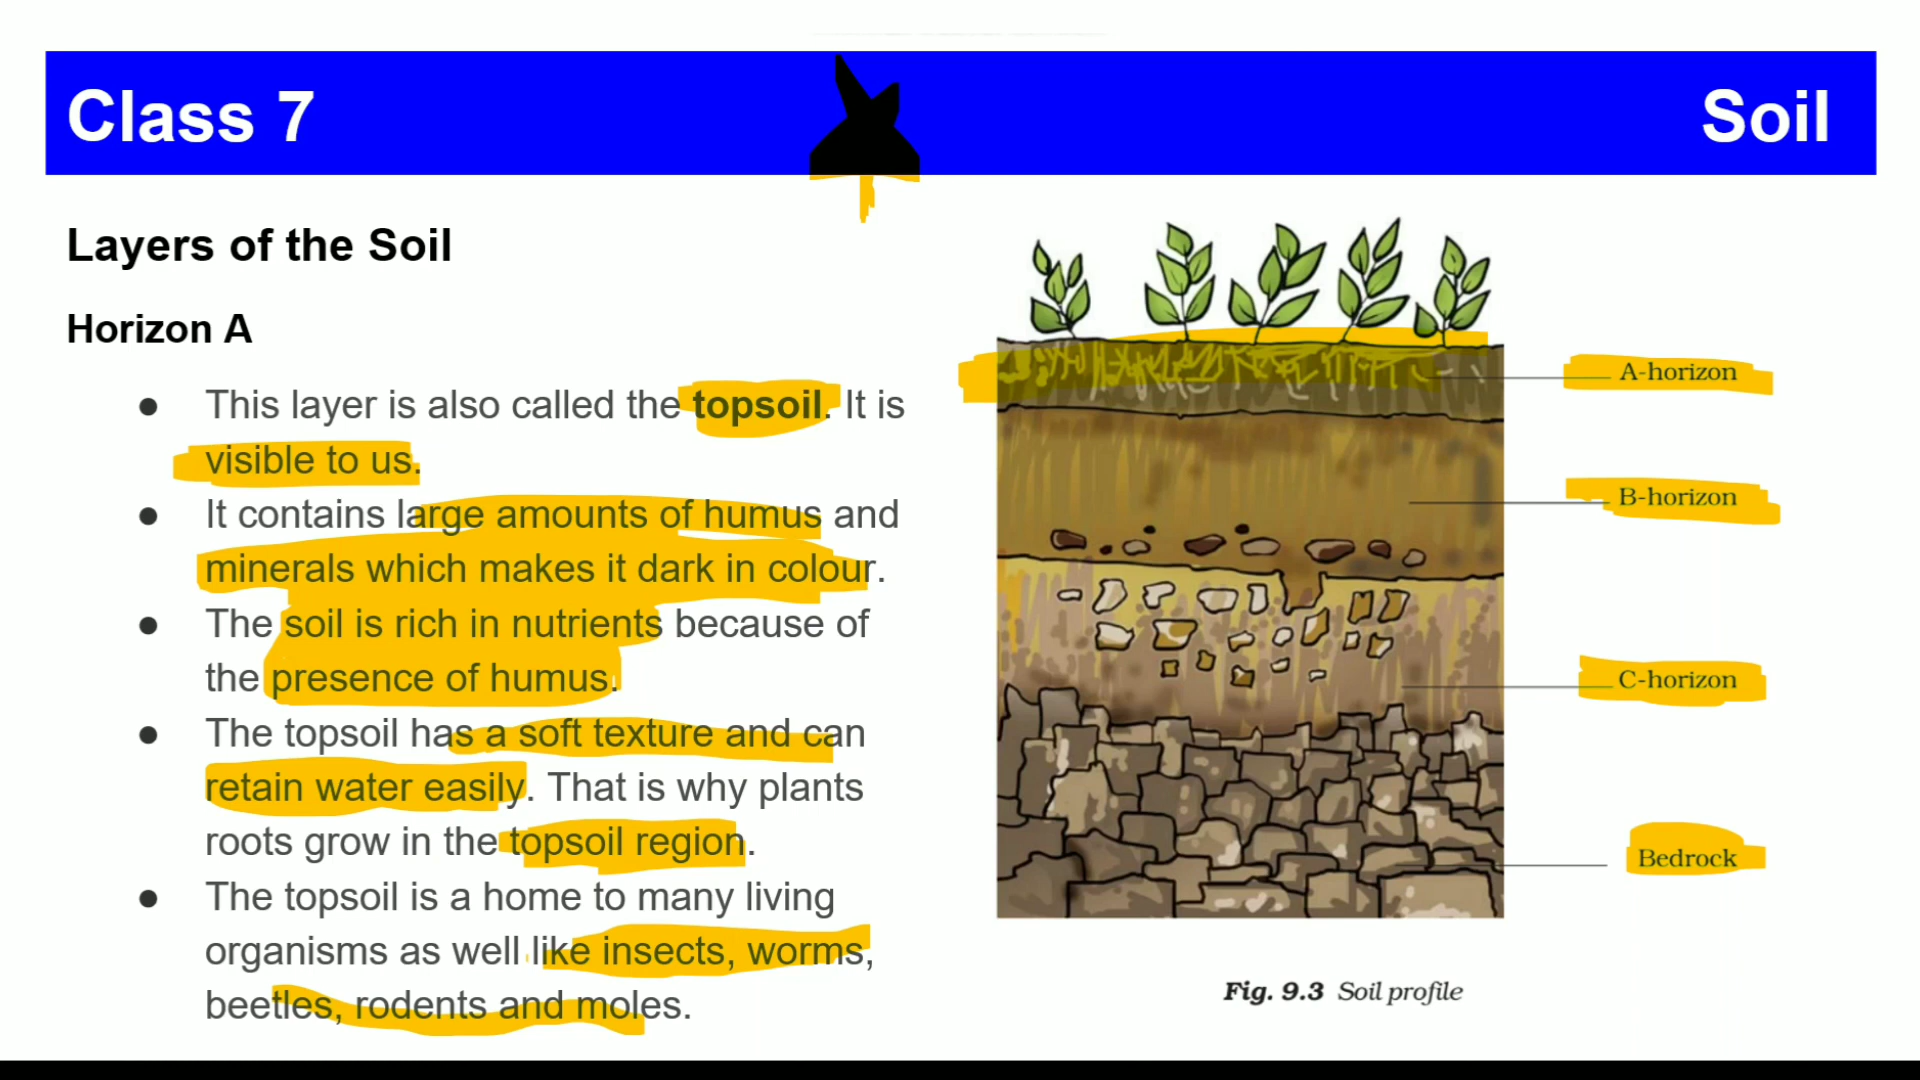 Class 7
Soil
Layers of the Soil
Horizon A
● This layer is also called the topsoil. It is
visible to us.
● It contains large amounts of humus and
minerals which makes it dark in colour.
● The soil is rich in nutrients because of
the presence of humus.
● The topsoil has a soft texture and can
retain water easily. That is why plants
roots grow in the topsoil region.
● The topsoil is a home to many living
organisms as well like insects, worms,
beetles, rodents and moles.
A-horizon
B-horizon
C-horizon
Bedrock
Fig. 9.3 Soil profile